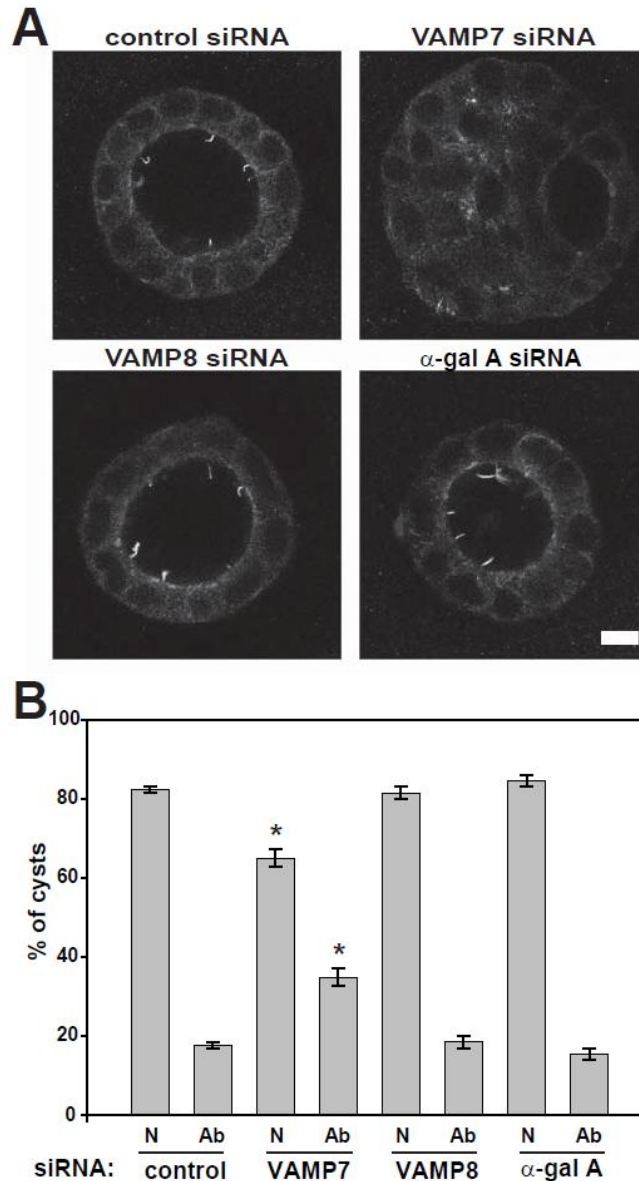 A
control siRNA VAMP7 siRNA
VAMP8 siRNA α-gal A siRNA
B
100
80
60
40
20
0
% of cysts
* *
N Ab N Ab N Ab N Ab
siRNA: control VAMP7 VAMP8 α-gal A